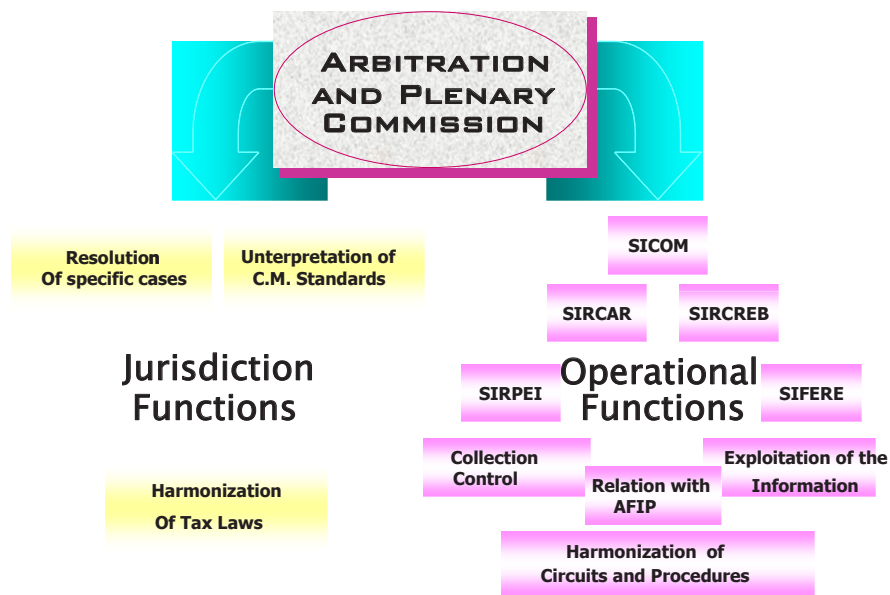 ARBITRATION
AND PLENARY
COMMISSION
Resolution
Of specific cases
Unterpretation of
C.M. Standards
Jurisdiction
Functions
Harmonization
Of Tax Laws
SICOM
SIRCAR
SIRCREB
SIRPEI
Operational
Functions
SIFERE
Collection
Control
Relation with
AFIP
Exploitation of the
Information
Harmonization of
Circuits and Procedures